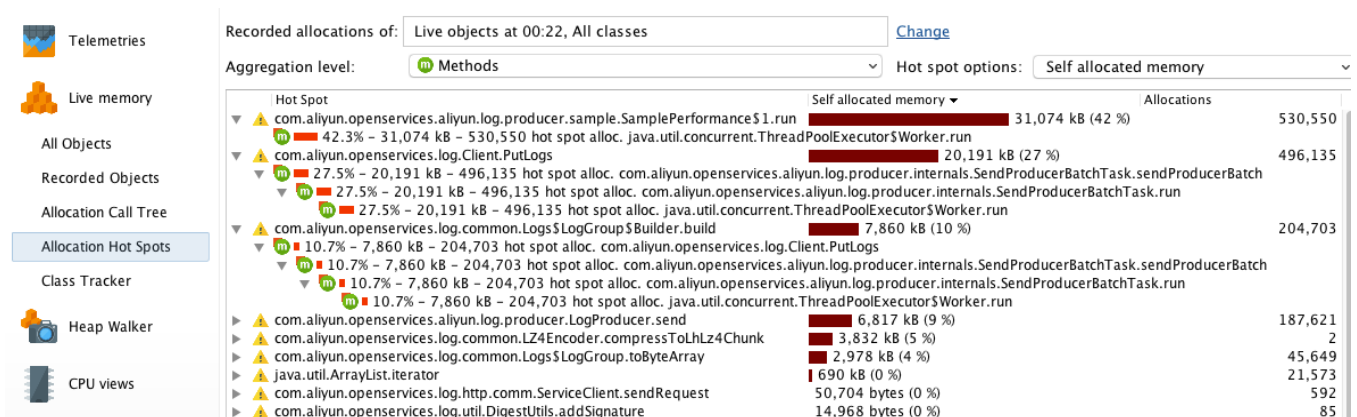 Telemetries
Live memory
All Objects
Recorded Objects
Allocation Call Tree
Allocation Hot Spots
Class Tracker
Heap Walker
CPU views
Recorded allocations of: Live objects at 00:22, All classes Change
Aggregation level: m Methods Hot spot options: Self allocated memory
Hot Spot Self allocated memory Allocations
com.aliyun.openservices.aliyun.log.producer.sample.SamplePerformance$1.run 31,074 kB (42 %) 530,550
m 42.3% - 31,074 kB - 530,550 hot spot alloc. java.util.concurrent.ThreadPoolExecutor$Worker.run
com.aliyun.openservices.log.Client.PutLogs 20,191 kB (27 %) 496,135
m 27.5% - 20,191 kB - 496,135 hot spot alloc. com.aliyun.openservices.aliyun.log.producer.internals.SendProducerBatchTask.sendProducerBatch
m 27.5% - 20,191 kB - 496,135 hot spot alloc. com.aliyun.openservices.aliyun.log.producer.internals.SendProducerBatchTask.run
m 27.5% - 20,191 kB - 496,135 hot spot alloc. java.util.concurrent.ThreadPoolExecutor$Worker.run
com.aliyun.openservices.log.common.Logs$LogGroup$Builder.build 7,860 kB (10 %) 204,703
m 10.7% - 7,860 kB - 204,703 hot spot alloc. com.aliyun.openservices.log.Client.PutLogs
m 10.7% - 7,860 kB - 204,703 hot spot alloc. com.aliyun.openservices.aliyun.log.producer.internals.SendProducerBatchTask.sendProducerBatch
m 10.7% - 7,860 kB - 204,703 hot spot alloc. com.aliyun.openservices.aliyun.log.producer.internals.SendProducerBatchTask.run
m 10.7% - 7,860 kB - 204,703 hot spot alloc. java.util.concurrent.ThreadPoolExecutor$Worker.run
com.aliyun.openservices.aliyun.log.producer.LogProducer.send 6,817 kB (9 %) 187,621
com.aliyun.openservices.log.common.LZ4Encoder.compressToLhLz4Chunk 3,832 kB (5 %) 2
com.aliyun.openservices.log.common.Logs$LogGroup.toByteArray 2,978 kB (4 %) 45,649
java.util.ArrayList.iterator 690 kB (0 %) 21,573
com.aliyun.openservices.log.http.comm.ServiceClient.sendRequest 50,704 bytes (0 %) 592
com.aliyun.openservices.log.util.DigestUtils.addSignature 14,968 bytes (0 %) 85